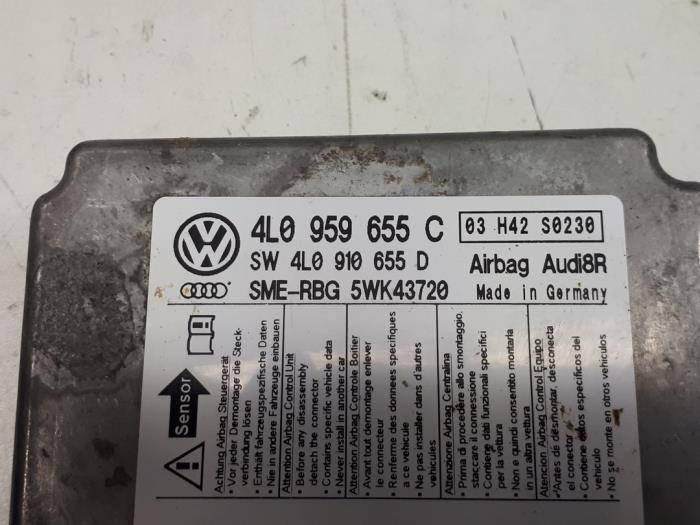 4L0 959 655 C
03 H42 S0230
SW 4L0 910 655 D
Airbag Audi8R
SME-RBG 5WK43720
Made in Germany
Sensor
Achtung Airbag Steuergerät
• Vor jeder Demontage die Steck-
verbindung lösen
• Enthält fahrzeugspezifische Daten
• Nie in andere Fahrzeuge einbauen
Attention Airbag Control Unit
• Before any disassembly
detach the connector
• Contains specific vehicle data
• Never install in another car
Attention Airbag Controle Boitier
• Avant tout demontage enlever
le connecteur
• Renferme des donnees specifiques
a ce vehicule
• Ne pas installer dans d'autres
vehicules
Attenzione Airbag Centralina
• Prima di procedere allo smontaggio,
staccare il connessione
• Contiene dati funzionali specifici
per la vettura
• Non e quindi consentito montarla
in un altra vettura
Atencion Airbag Control Equipo
• Antes de desmontar, desconecta
el conector
• Contiene datos especificos del
vehiculo
• No se monte en otros vehiculos